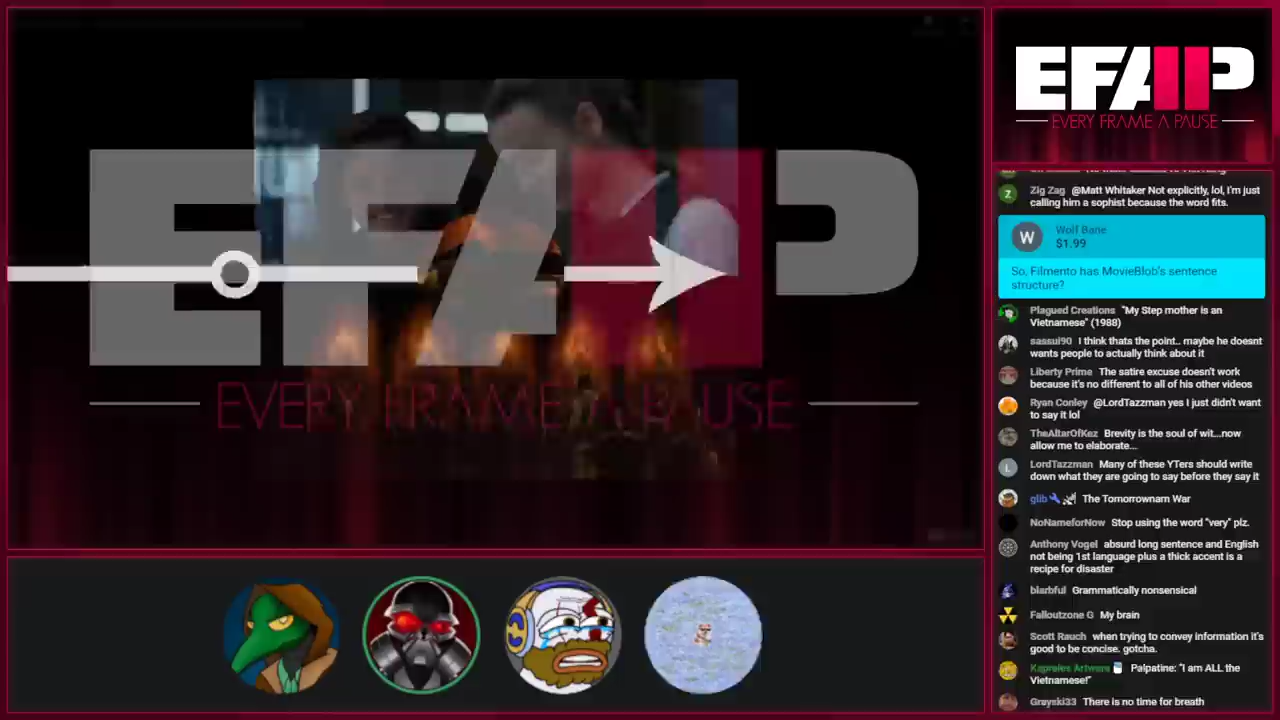 EFAP
EVERY FRAME A PAUSE
EFAP
EVERY FRAME A PAUSE
Zig Zag @Matt Whitaker Not explicitly, lol, I'm just
calling him a sophist because the word fits.
W
Wolf Bane
$1.99
So, Filmento has MovieBlob's sentence
structure?
Plagued Creations "My Step mother is an
Vietnamese" (1988)
sassui90 I think thats the point.. maybe he doesnt
wants people to actually think about it
Liberty Prime The satire excuse doesn't work
because it's no different to all of his other videos
Ryan Conley @LordTazzman yes I just didn't want
to say it lol
TheAltarOfKez Brevity is the soul of wit...now
allow me to elaborate...
L LordTazzman Many of these YTers should write
down what they are going to say before they say it
glib The Tomorrownam War
NoNameforNow Stop using the word "very" plz.
Anthony Vogel absurd long sentence and English
not being 1st language plus a thick accent is a
recipe for disaster
blarbful Grammatically nonsensical
Falloutzone G My brain
Scott Rauch when trying to convey information it's
good to be concise. gotcha.
Kaprales Artwork Palpatine: "I am ALL the
Vietnamese!"
Greyski33 There is no time for breath